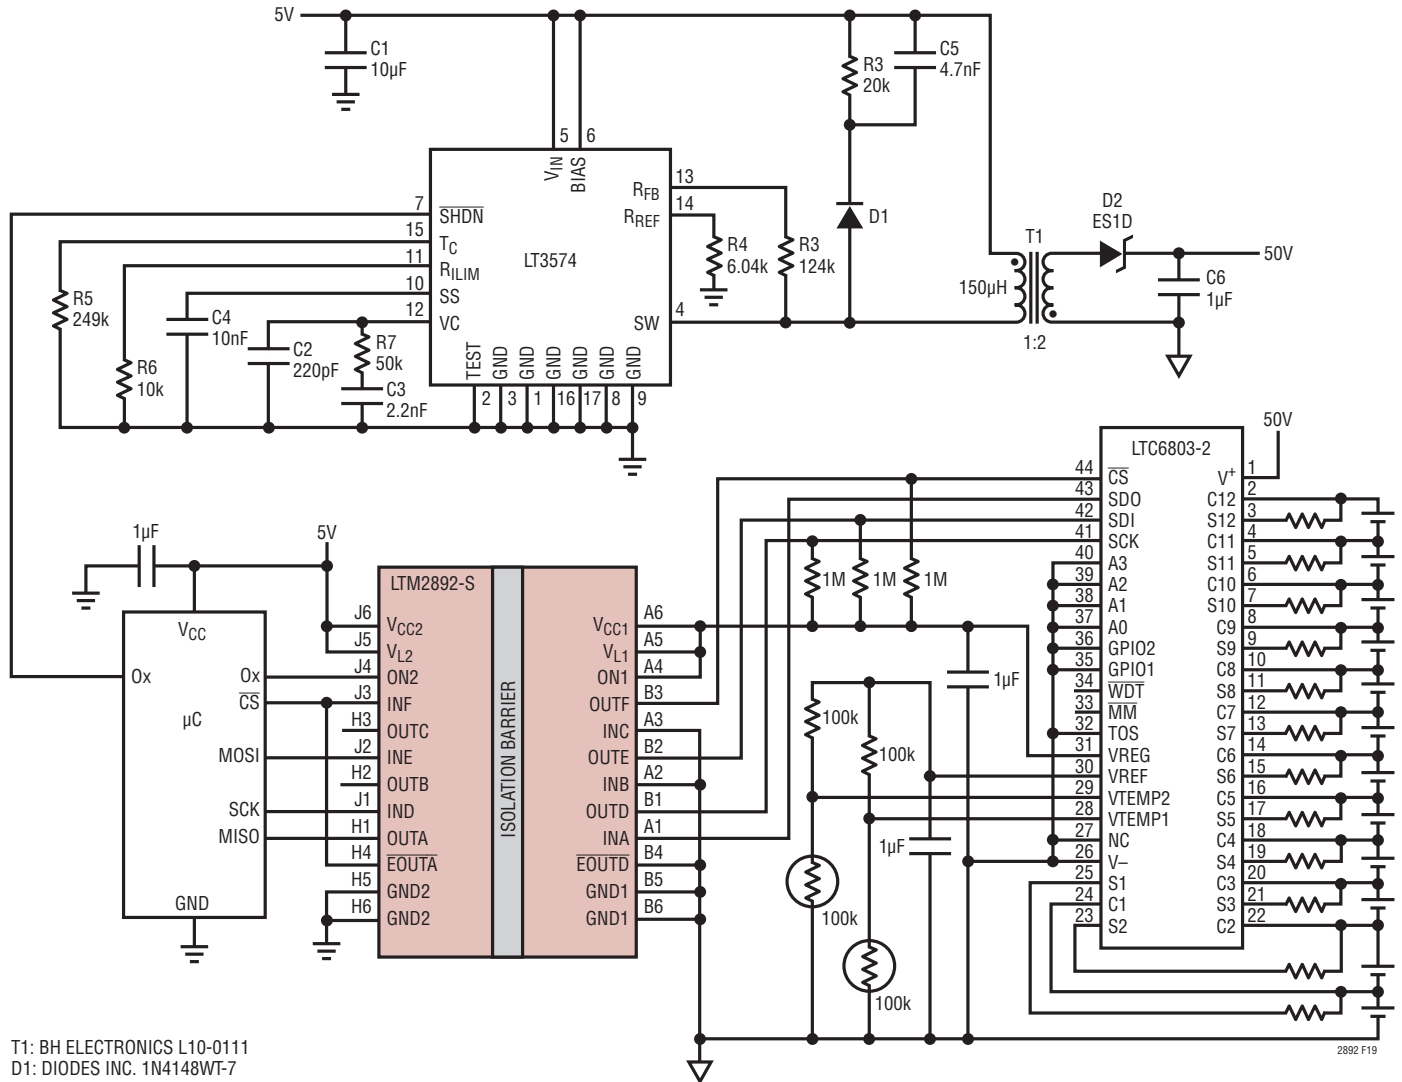 5V
C1
10µF
R3
20k
C5
4.7nF
5 6
VIN
BIAS
7
SHDN
15
TC
11
RILIM
10
SS
12
VC
LT3574
RFB
13
RREF
14
SW
4
R4
6.04k
R3
124k
D1
T1
150µH
1:2
D2
ES1D
50V
C6
1µF
R5
249k
R6
10k
C4
10nF
C2
220pF
R7
50k
C3
2.2nF
TEST
GND
GND
GND
GND
GND
GND
2 3 1 16 17 8 9
1µF
5V
VCC
Ox
µC
Ox
CS
MOSI
SCK
MISO
GND
LTM2892-S
ISOLATION BARRIER
J6
VCC2
J5
VL2
J4
ON2
J3
INF
H3
OUTC
J2
INE
H2
OUTB
J1
IND
H1
OUTA
H4
EOUTA
H5
GND2
H6
GND2
VCC1
A6
VL1
A5
ON1
A4
OUTF
B3
INC
A3
OUTE
B2
INB
A2
OUTD
B1
INA
A1
EOUTD
B4
GND1
B5
GND1
B6
1M
1M
1M
1µF
100k
100k
1µF
100k
100k
LTC6803-2
50V
44
CS
43
SDO
42
SDI
41
SCK
40
A3
39
A2
38
A1
37
A0
36
GPIO2
35
GPIO1
34
WDT
33
MM
32
TOS
31
VREG
30
VREF
29
VTEMP2
28
VTEMP1
27
NC
26
V–
25
S1
24
C1
23
S2
V+
1
C12
2
S12
3
C11
4
S11
5
C10
6
S10
7
C9
8
S9
9
C8
10
S8
11
C7
12
S7
13
C6
14
S6
15
C5
16
S5
17
C4
18
S4
19
C3
20
S3
21
C2
22
2892 F19
T1: BH ELECTRONICS L10-0111
D1: DIODES INC. 1N4148WT-7